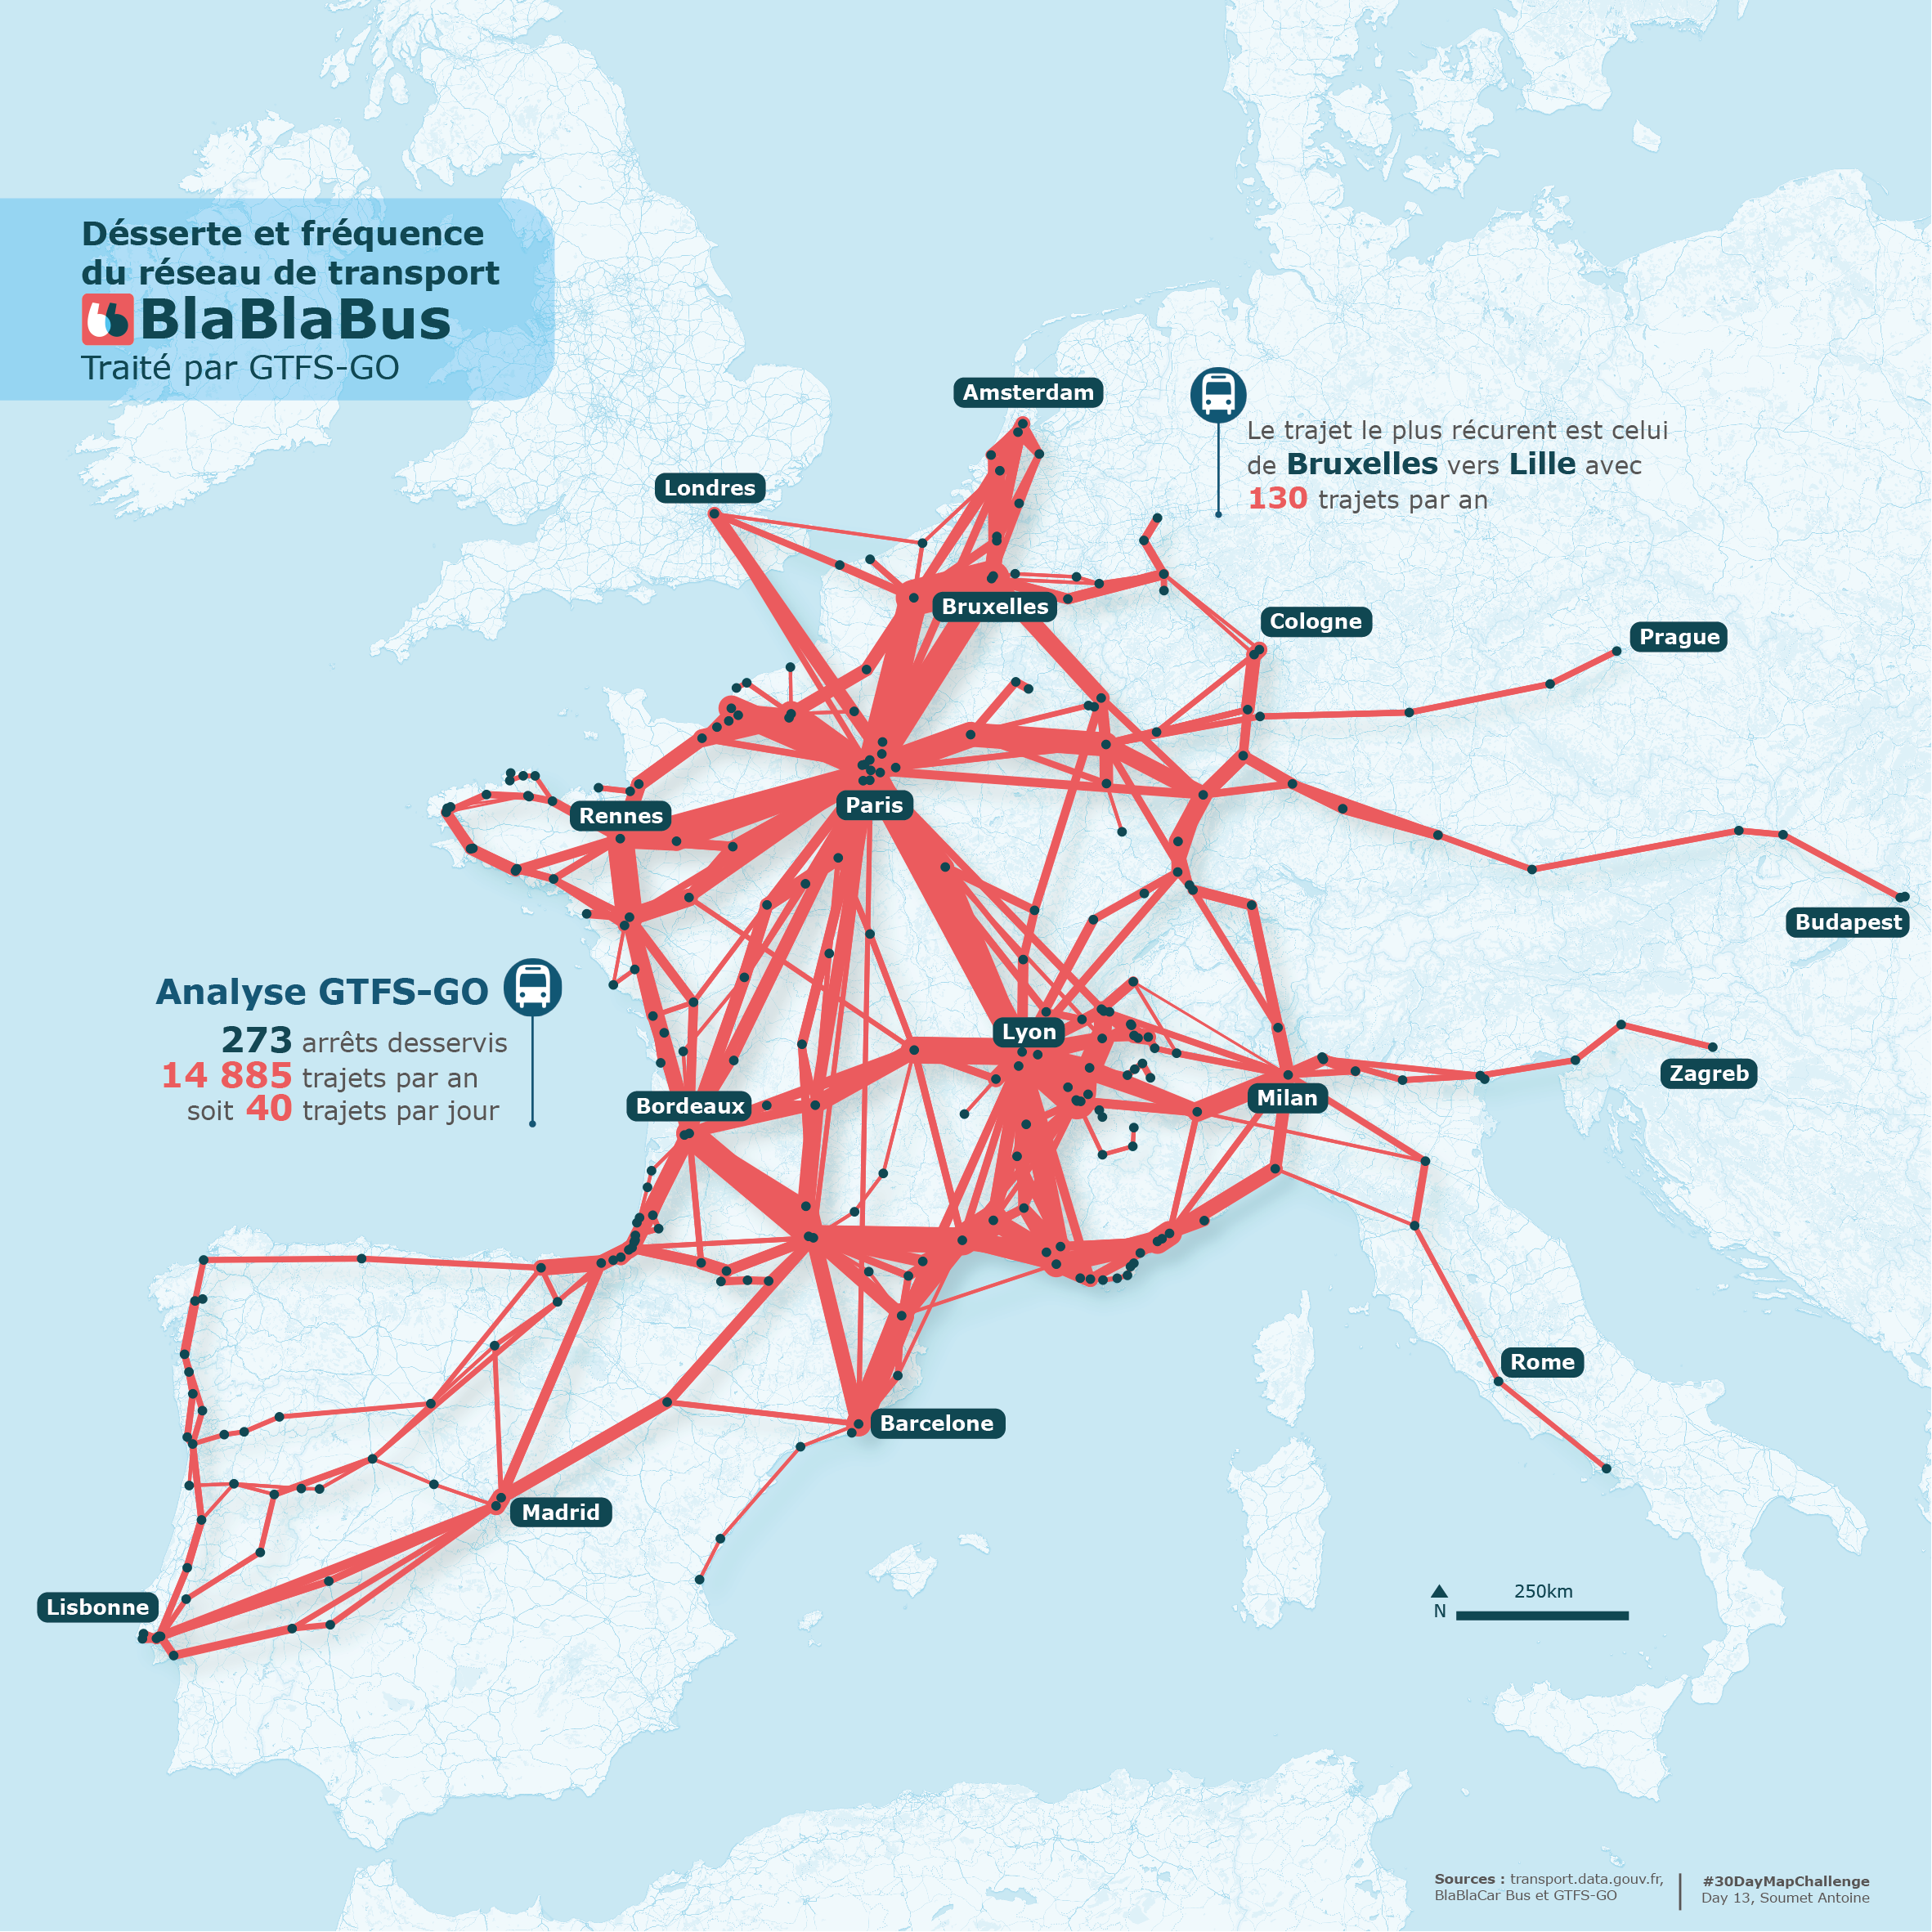 Désserte et fréquence
du réseau de transport
BlaBlaBus
Traité par GTFS-GO
Amsterdam
Le trajet le plus récurent est celui
de Bruxelles vers Lille avec
130 trajets par an
Londres
Bruxelles
Cologne
Prague
Paris
Rennes
Budapest
Analyse GTFS-GO
273 arrêts desservis
14 885 trajets par an
soit 40 trajets par jour
Lyon
Zagreb
Milan
Bordeaux
Rome
Barcelone
Madrid
Lisbonne
250km
N
Sources : transport.data.gouv.fr,
BlaBlaCar Bus et GTFS-GO
#30DayMapChallenge
Day 13, Soumet Antoine